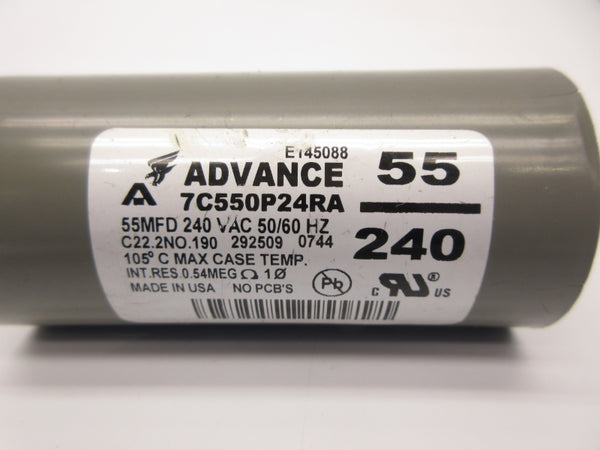 E145088
ADVANCE
7C550P24RA
55MFD 240 VAC 50/60 HZ
C22.2NO.190 292509 0744
105° C MAX CASE TEMP.
INT.RES 0.54MEG Ω 1Ø
MADE IN USA NO PCB'S
Pb
55
240
C RU ® US